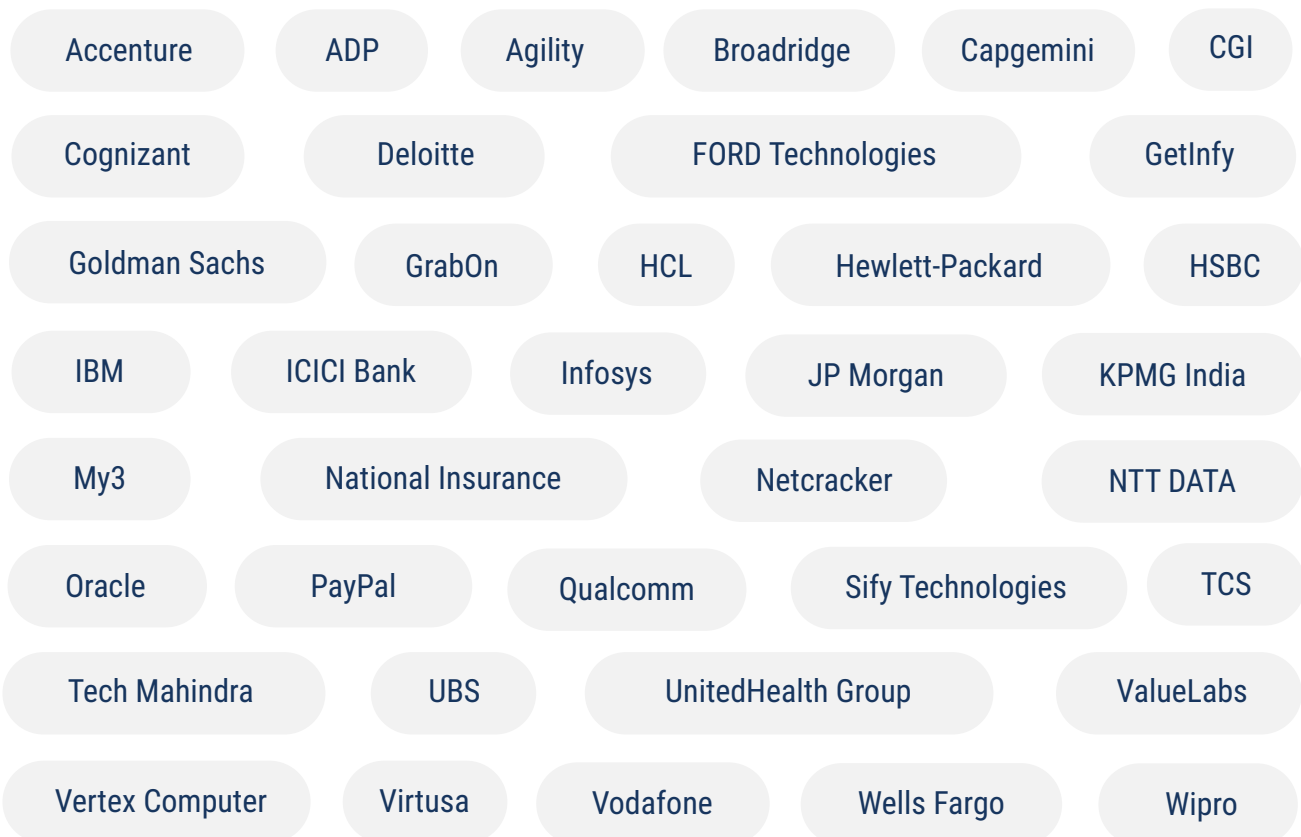 Accenture ADP Agility Broadridge Capgemini CGI
Cognizant Deloitte FORD Technologies GetInfy
Goldman Sachs GrabOn HCL Hewlett-Packard HSBC
IBM ICICI Bank Infosys JP Morgan KPMG India
My3 National Insurance Netcracker NTT DATA
Oracle PayPal Qualcomm Sify Technologies TCS
Tech Mahindra UBS UnitedHealth Group ValueLabs
Vertex Computer Virtusa Vodafone Wells Fargo Wipro